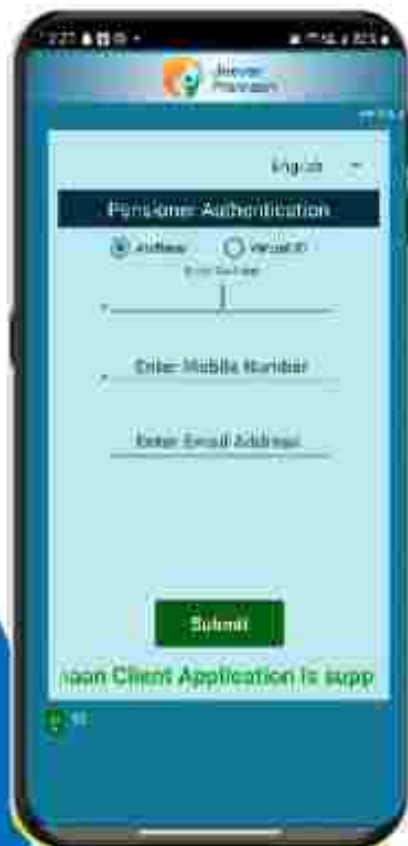 Jeevan
Pramaan
English
Pensioner Authentication
Aadhaar Virtual ID
Enter Mobile Number
Enter Email Address
Submit
naan Client Application is supp